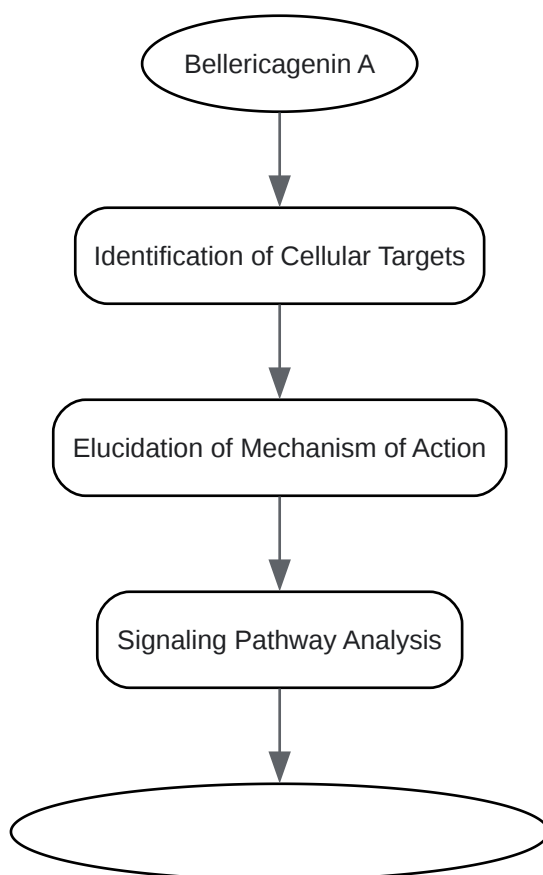 Bellericagenin A
Identification of Cellular Targets
Elucidation of Mechanism of Action
Signaling Pathway Analysis